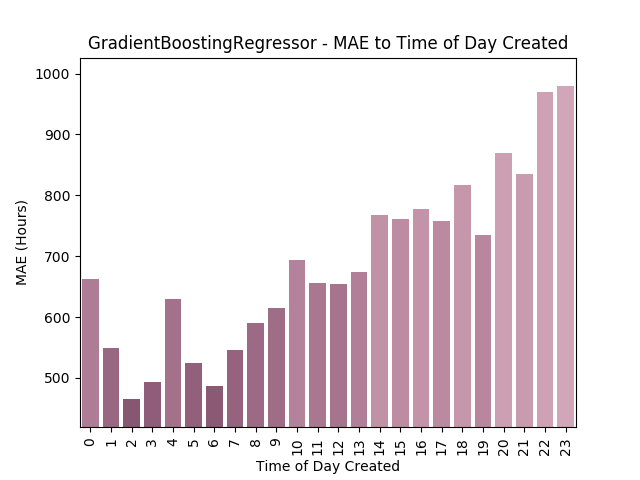 GradientBoostingRegressor - MAE to Time of Day Created
1000
900
800
700
600
500
MAE (Hours)
0 1 2 3 4 5 6 7 8 9 10 11 12 13 14 15 16 17 18 19 20 21 22 23
Time of Day Created